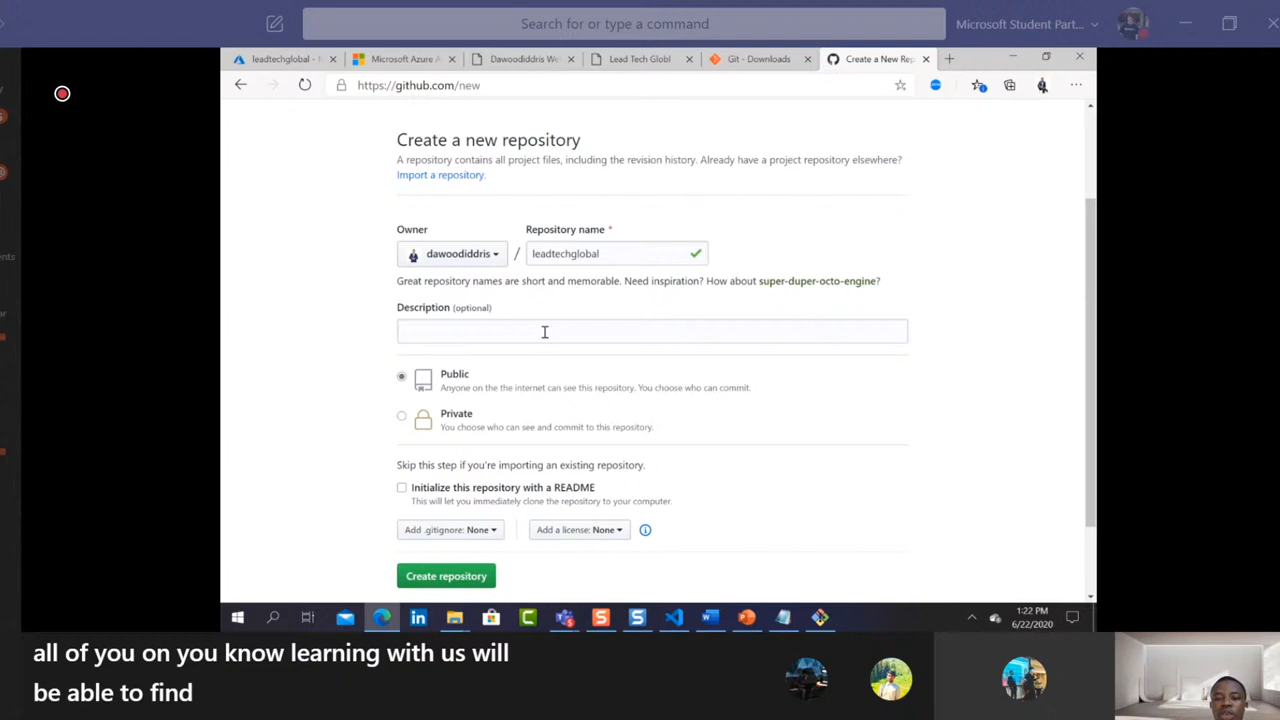 Search for or type a command
Microsoft Student Part...
leadtechglobal -
Microsoft Azure A
Dawoodiddris We
Lead Tech Globl
Git - Downloads
Create a New Rep
https://github.com/new
Create a new repository
A repository contains all project files, including the revision history. Already have a project repository elsewhere?
Import a repository.
Owner
Repository name *
dawoodiddris
/
leadtechglobal
Great repository names are short and memorable. Need inspiration? How about super-duper-octo-engine?
Description (optional)
Public
Anyone on the the internet can see this repository. You choose who can commit.
Private
You choose who can see and commit to this repository.
Skip this step if you're importing an existing repository.
Initialize this repository with a README
This will let you immediately clone the repository to your computer.
Add .gitignore: None
Add a license: None
Create repository
1:22 PM
6/22/2020
all of you on you know learning with us will
be able to find